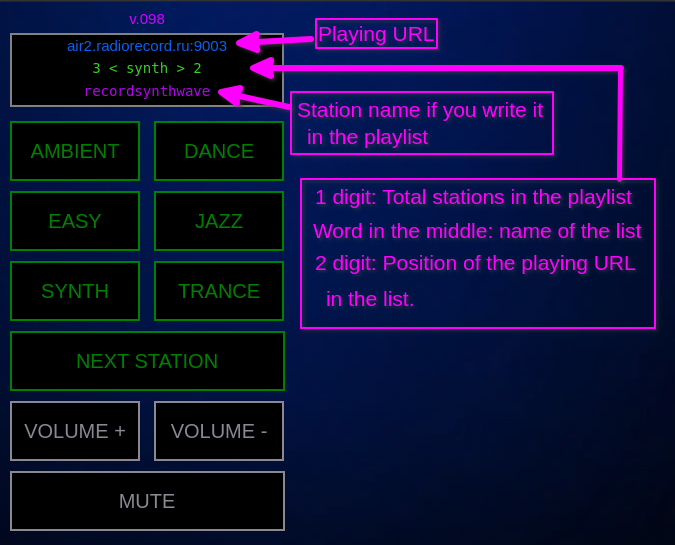 v.098
air2.radiorecord.ru:9003
3 < synth > 2
recordsynthwave
Playing URL
Station name if you write it
in the playlist
1 digit: Total stations in the playlist
Word in the middle: name of the list
2 digit: Position of the playing URL
in the list.
AMBIENT
DANCE
EASY
JAZZ
SYNTH
TRANCE
NEXT STATION
VOLUME +
VOLUME -
MUTE